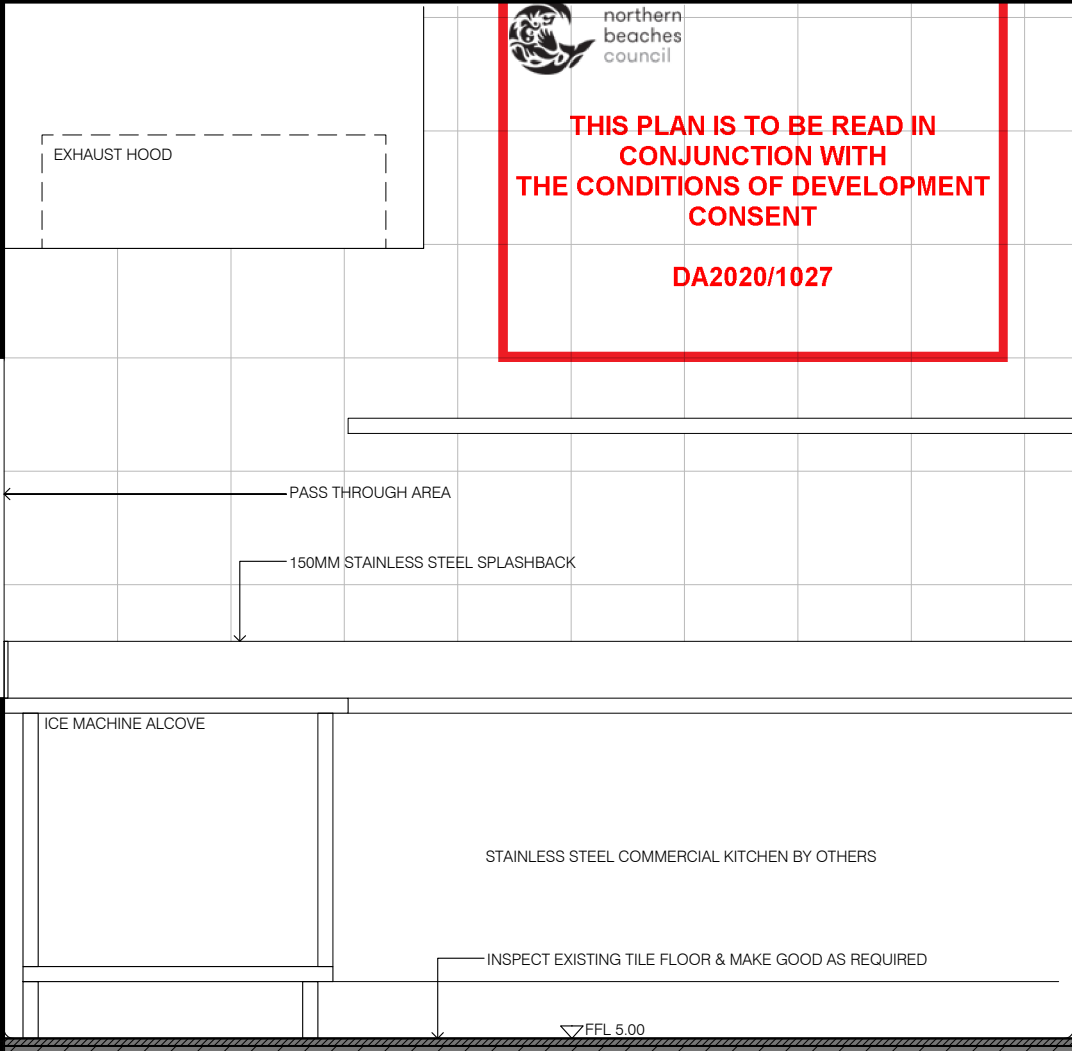 northern
beaches
council
THIS PLAN IS TO BE READ IN
CONJUNCTION WITH
THE CONDITIONS OF DEVELOPMENT
CONSENT
DA2020/1027
EXHAUST HOOD
PASS THROUGH AREA
150MM STAINLESS STEEL SPLASHBACK
ICE MACHINE ALCOVE
STAINLESS STEEL COMMERCIAL KITCHEN BY OTHERS
INSPECT EXISTING TILE FLOOR & MAKE GOOD AS REQUIRED
FFL 5.00